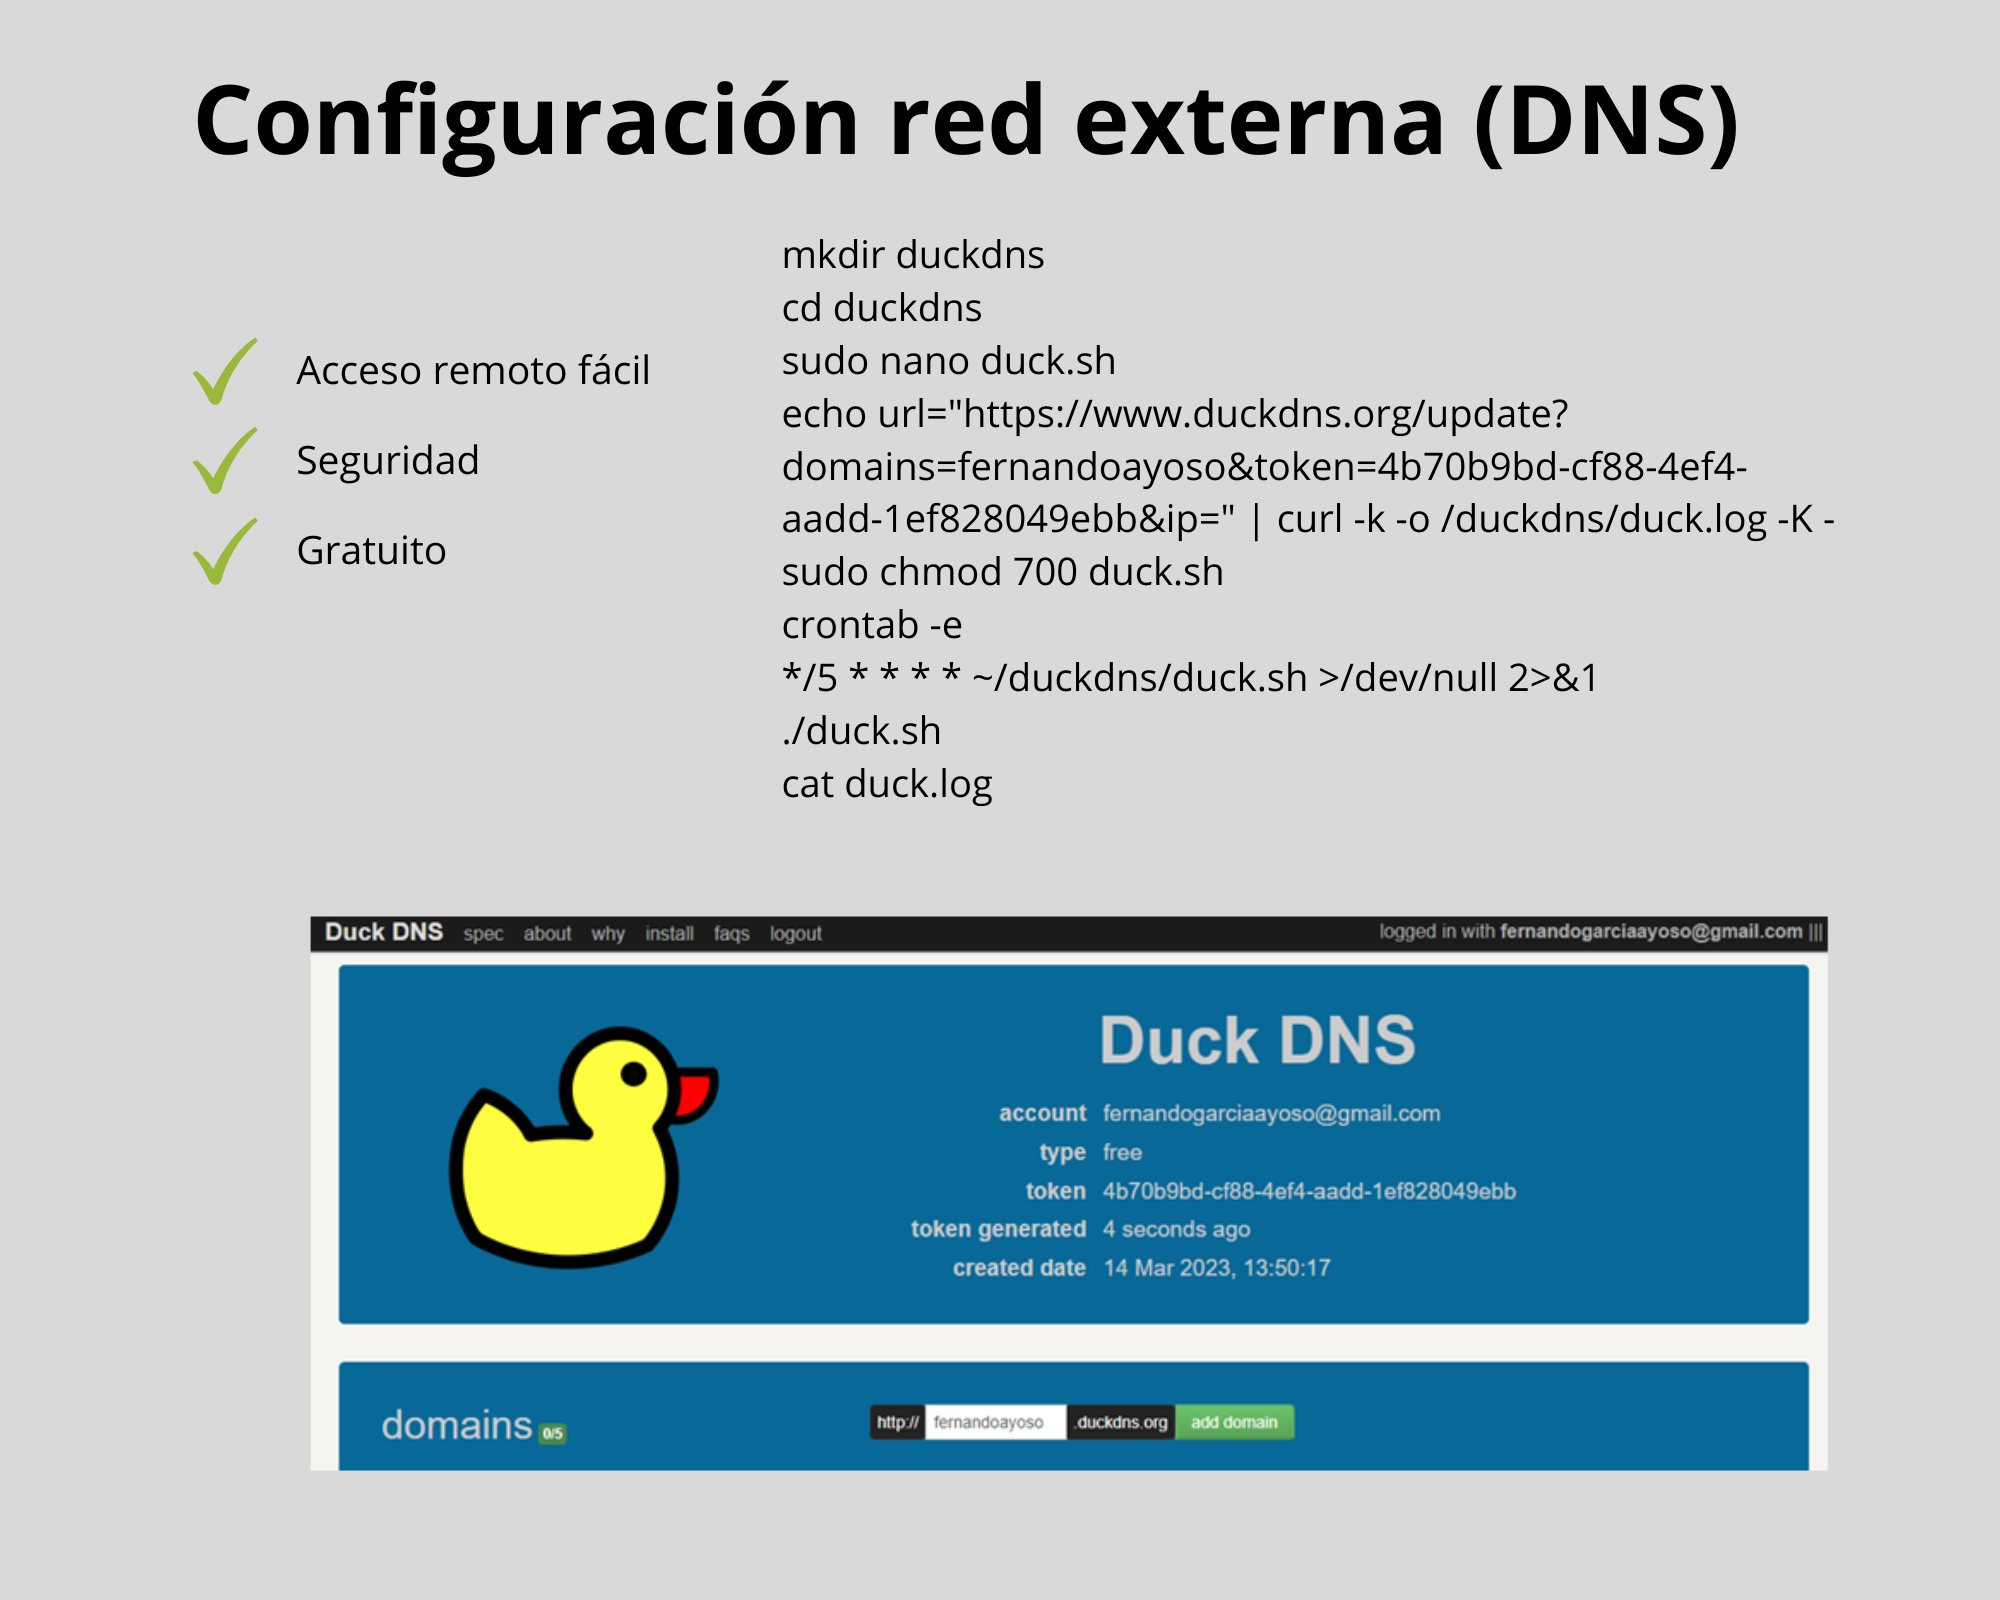 Configuración red externa (DNS)
Acceso remoto fácil
Seguridad
Gratuito
mkdir duckdns
cd duckdns
sudo nano duck.sh
echo url="https://www.duckdns.org/update?
domains=fernandoayoso&token=4b70b9bd-cf88-4ef4-
aadd-1ef828049ebb&ip=" | curl -k -o /duckdns/duck.log -K -
sudo chmod 700 duck.sh
crontab -e
*/5 * * * * ~/duckdns/duck.sh >/dev/null 2>&1
./duck.sh
cat duck.log
Duck DNS spec about why install faqs logout logged in with fernandogarciaayoso@gmail.com |||
Duck DNS
account fernandogarciaayoso@gmail.com
type free
token 4b70b9bd-cf88-4ef4-aadd-1ef828049ebb
token generated 4 seconds ago
created date 14 Mar 2023, 13:50:17
domains 0/5 http:// fernandoayoso .duckdns.org add domain